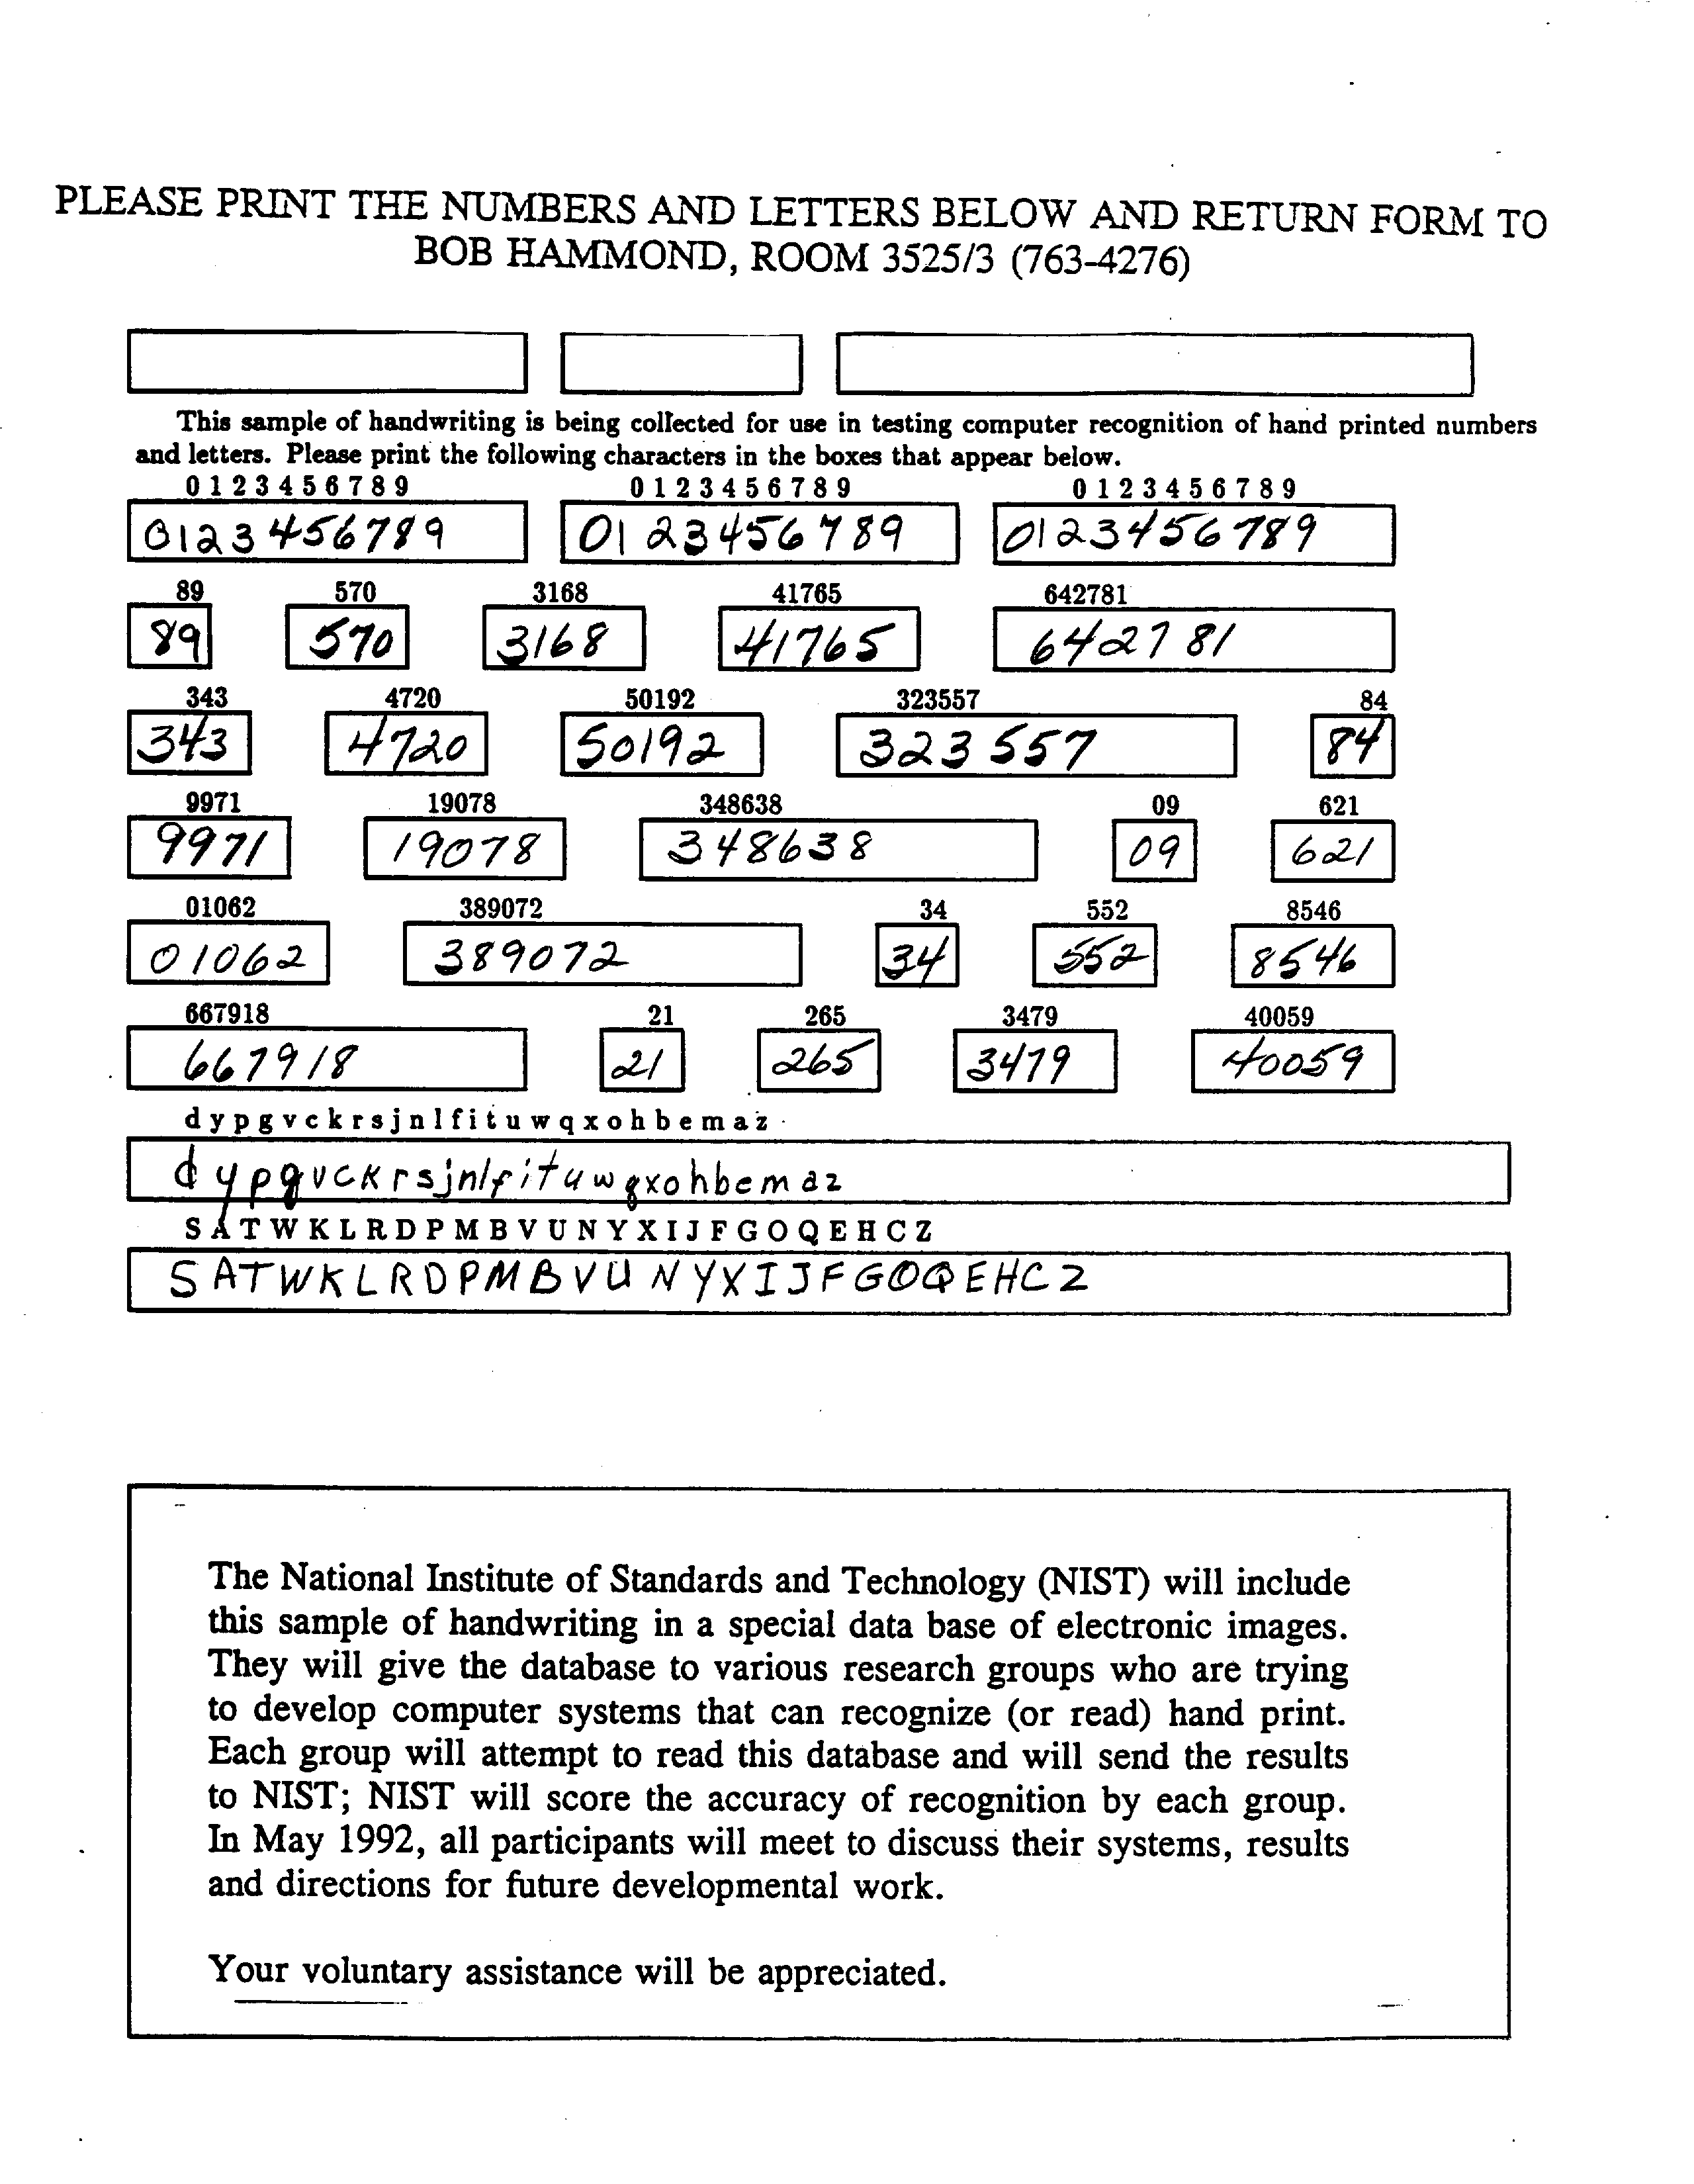 PLEASE PRINT THE NUMBERS AND LETTERS BELOW AND RETURN FORM TO
BOB HAMMOND, ROOM 3525/3 (763-4276)
This sample of handwriting is being collected for use in testing computer recognition of hand printed numbers
and letters. Please print the following characters in the boxes that appear below.
0 1 2 3 4 5 6 7 8 9 0 1 2 3 4 5 6 7 8 9 0 1 2 3 4 5 6 7 8 9
0123456789 0123456789 0123456789
89 570 3168 41765 642781
89 570 3168 41765 642781
343 4720 50192 323557 84
343 4720 50192 323557 84
9971 19078 348638 09 621
9971 19078 348638 09 621
01062 389072 34 552 8546
01062 389072 34 552 8546
667918 21 265 3479 40059
667918 21 265 3479 40059
d y p g v c k r s j n l f i t u w q x o h b e m a z
dypgvckrsjnlfituwqxohbemaz
S A T W K L R D P M B V U N Y X I J F G O Q E H C Z
SATWKLRDPMBVUNYXIJFGOQEHCZ
The National Institute of Standards and Technology (NIST) will include
this sample of handwriting in a special data base of electronic images.
They will give the database to various research groups who are trying
to develop computer systems that can recognize (or read) hand print.
Each group will attempt to read this database and will send the results
to NIST; NIST will score the accuracy of recognition by each group.
In May 1992, all participants will meet to discuss their systems, results
and directions for future developmental work.
Your voluntary assistance will be appreciated.